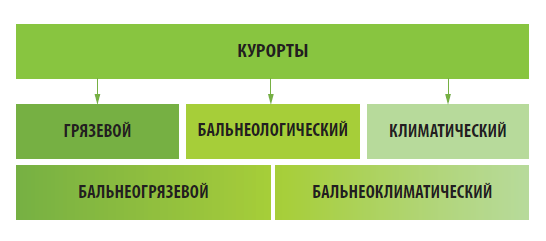 КУРОРТЫ
ГРЯЗЕВОЙ
БАЛЬНЕОЛОГИЧЕСКИЙ
КЛИМАТИЧЕСКИЙ
БАЛЬНЕОГРЯЗЕВОЙ
БАЛЬНЕОКЛИМАТИЧЕСКИЙ